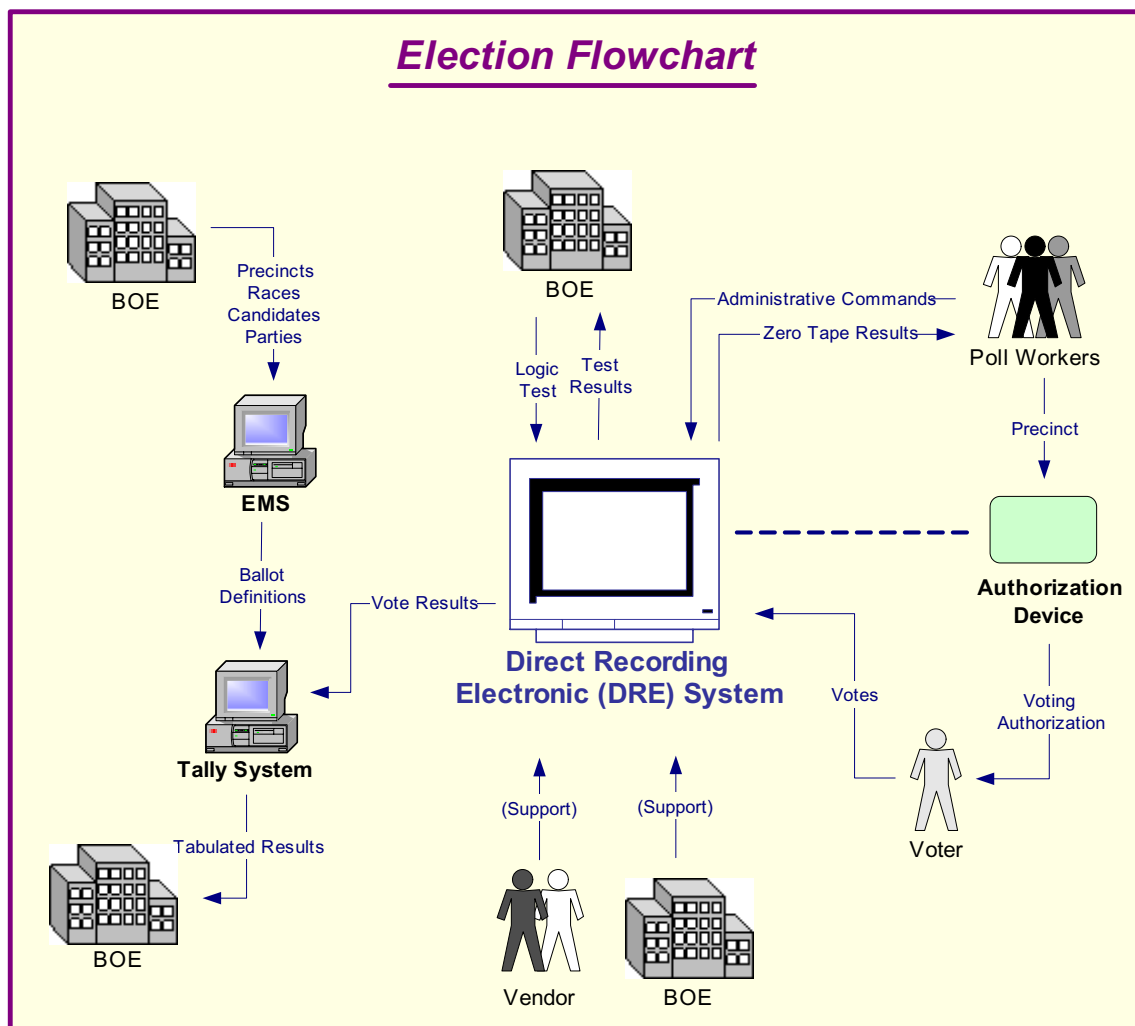 Election Flowchart
BOE
Precincts
Races
Candidates
Parties
EMS
Ballot
Definitions
Tally System
Tabulated Results
BOE
BOE
Logic
Test
Test
Results
Administrative Commands
Zero Tape Results
Poll Workers
Precinct
Authorization
Device
Voting
Authorization
Voter
Votes
Vote Results
Direct Recording
Electronic (DRE) System
(Support)
(Support)
Vendor
BOE